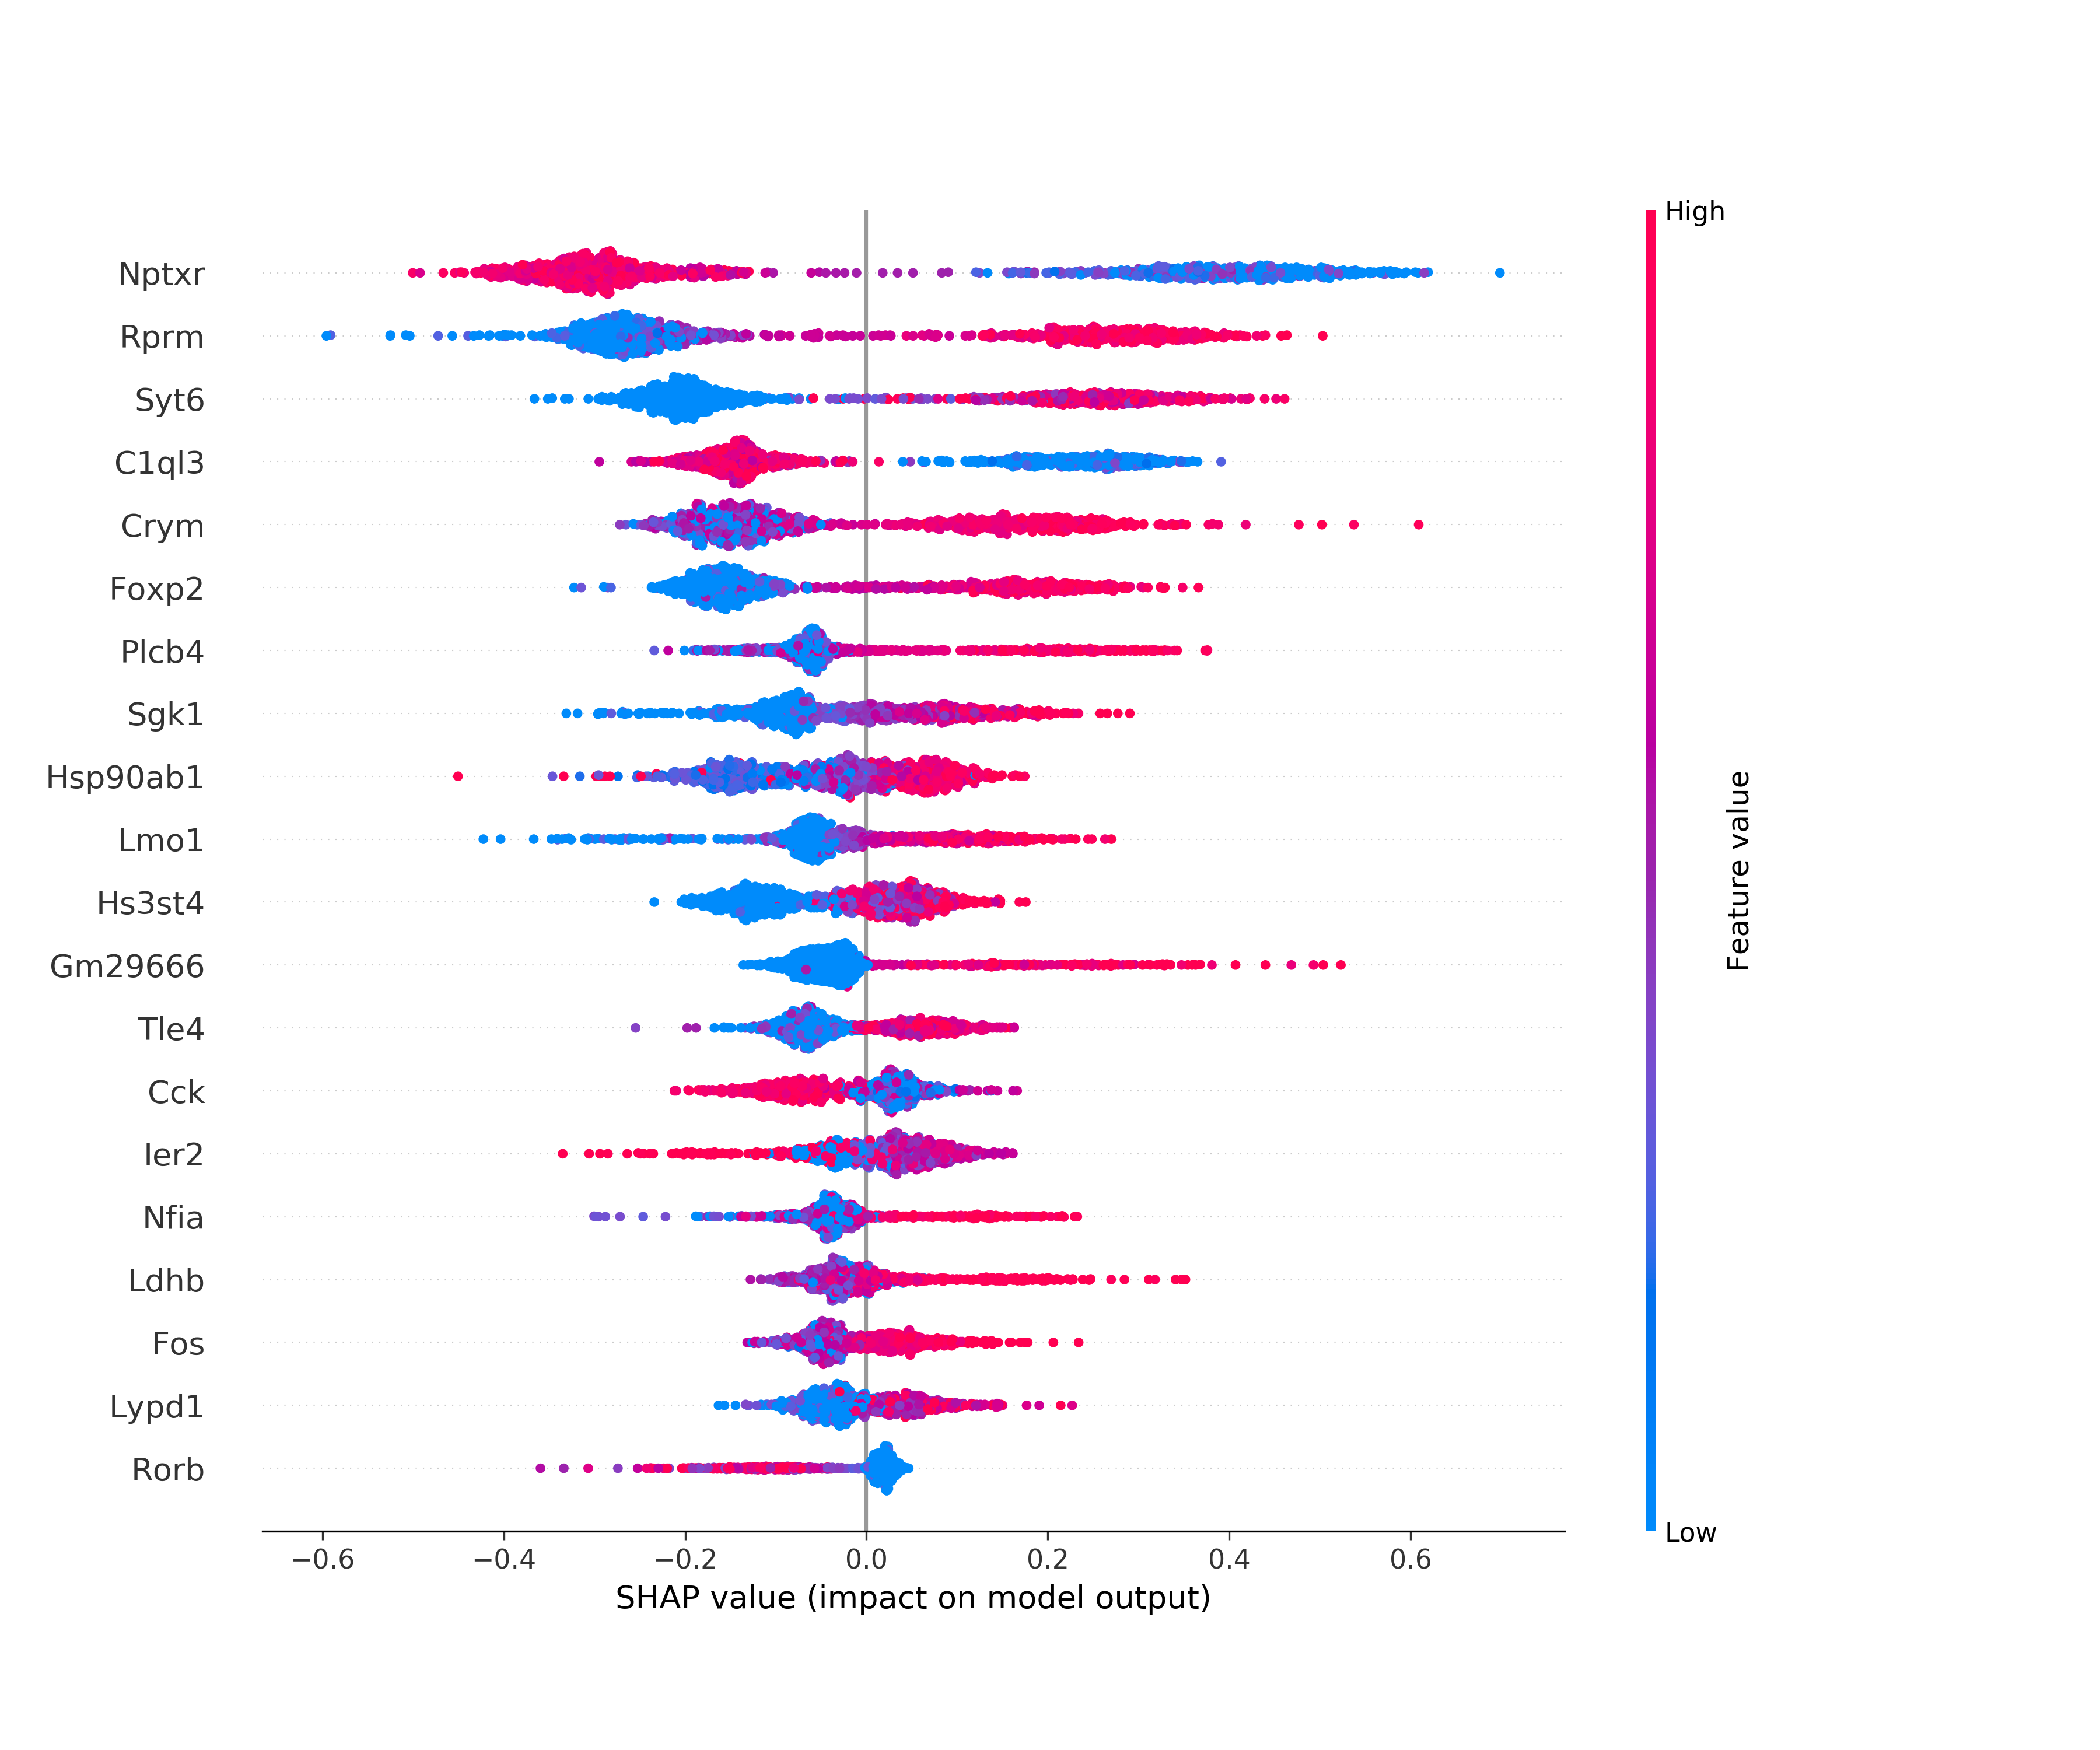 High
Nptxr
Rprm
Syt6
C1ql3
Crym
Foxp2
Plcb4
Sgk1
Hsp90ab1
Lmo1
Hs3st4
Gm29666
Tle4
Cck
Ier2
Nfia
Ldhb
Fos
Lypd1
Rorb
Feature value
Low
−0.6 −0.4 −0.2 0.0 0.2 0.4 0.6
SHAP value (impact on model output)